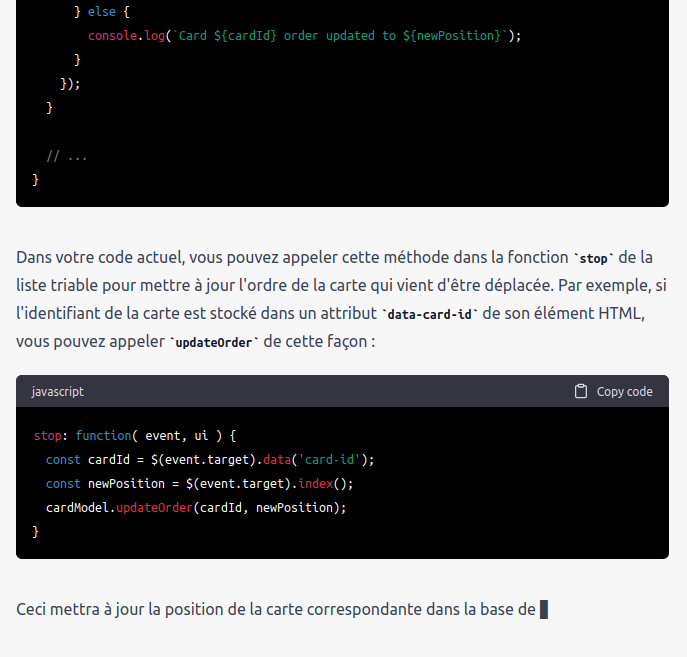 } else {
console.log(`Card ${cardId} order updated to ${newPosition}`);
}
});
}
// ...
}
Dans votre code actuel, vous pouvez appeler cette méthode dans la fonction `stop` de la
liste triable pour mettre à jour l'ordre de la carte qui vient d'être déplacée. Par exemple, si
l'identifiant de la carte est stocké dans un attribut `data-card-id` de son élément HTML,
vous pouvez appeler `updateOrder` de cette façon :
javascript Copy code
stop: function( event, ui ) {
const cardId = $(event.target).data('card-id');
const newPosition = $(event.target).index();
cardModel.updateOrder(cardId, newPosition);
}
Ceci mettra à jour la position de la carte correspondante dans la base de